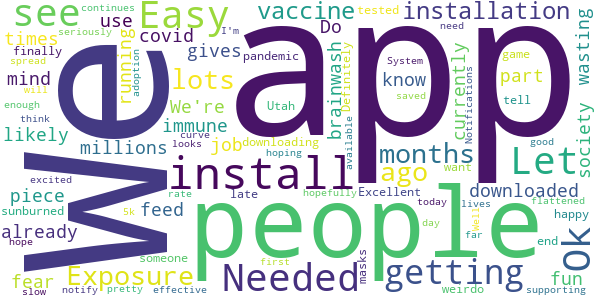 continues
seriously
see
Easy
vaccine
Do
tested
installation
spread
times
use
covid
I'm
need
finally
running
gives
pandemic
app
System
game
wasting
adoption
mind
lots
brainwash
Definitely
know
part
will
Utah
saved
tell
enough
We're
immune
currently
Notifications
think
curve
available
good
likely
millions
job
downloading
Let
society
We
looks
hoping
months
want
piece
feed
rate
late
install
ago
Excellent
downloaded
sunburned
5k
hopefully
today
lives
flattened
already
people
day
Well
happy
excited
someone
ok
hope
fear
Exposure
first
masks
far
end
fun
slow
notify
pretty
effective
Needed
getting
weirdo
supporting